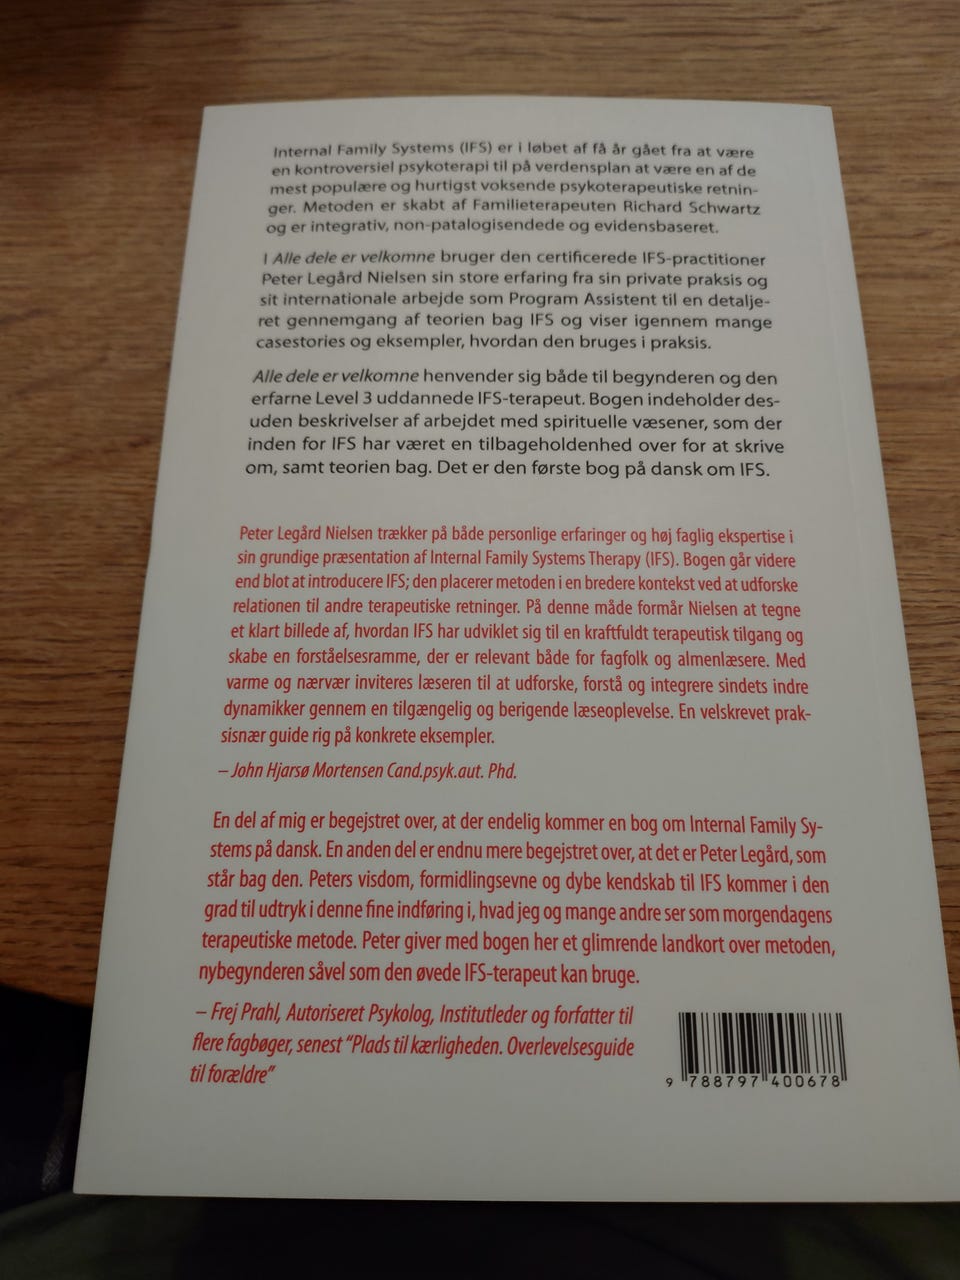 Internal Family Systems (IFS) er i løbet af få år gået fra at være
en kontroversiel psykoterapi til på verdensplan at være en af de
mest populære og hurtigst voksende psykoterapeutiske retnin-
ger. Metoden er skabt af Familieterapeuten Richard Schwartz
og er integrativ, non-patalogisendede og evidensbaseret.
I Alle dele er velkomne bruger den certificerede IFS-practitioner
Peter Legård Nielsen sin store erfaring fra sin private praksis og
sit internationale arbejde som Program Assistent til en detalje-
ret gennemgang af teorien bag IFS og viser igennem mange
casestories og eksempler, hvordan den bruges i praksis.
Alle dele er velkomne henvender sig både til begynderen og den
erfarne Level 3 uddannede IFS-terapeut. Bogen indeholder des-
uden beskrivelser af arbejdet med spirituelle væsener, som der
inden for IFS har været en tilbageholdenhed over for at skrive
om, samt teorien bag. Det er den første bog på dansk om IFS.
Peter Legård Nielsen trækker på både personlige erfaringer og høj faglig ekspertise i
sin grundige præsentation af Internal Family Systems Therapy (IFS). Bogen går videre
end blot at introducere IFS; den placerer metoden i en bredere kontekst ved at udforske
relationen til andre terapeutiske retninger. På denne måde formår Nielsen at tegne
et klart billede af, hvordan IFS har udviklet sig til en kraftfuldt terapeutisk tilgang og
skabe en forståelsesramme, der er relevant både for fagfolk og almenlæsere. Med
varme og nærvær inviteres læseren til at udforske, forstå og integrere sindets indre
dynamikker gennem en tilgængelig og berigende læseoplevelse. En velskrevet prak-
sisnær guide rig på konkrete eksempler.
– John Hjarsø Mortensen Cand.psyk.aut. Phd.
En del af mig er begejstret over, at der endelig kommer en bog om Internal Family Sy-
stems på dansk. En anden del er endnu mere begejstret over, at det er Peter Legård, som
står bag den. Peters visdom, formidlingsevne og dybe kendskab til IFS kommer i den
grad til udtryk i denne fine indføring i, hvad jeg og mange andre ser som morgendagens
terapeutiske metode. Peter giver med bogen her et glimrende landkort over metoden,
nybegynderen såvel som den øvede IFS-terapeut kan bruge.
– Frej Prahl, Autoriseret Psykolog, Institutleder og forfatter til
flere fagbøger, senest "Plads til kærligheden. Overlevelsesguide
til forældre"
9 788797 400678